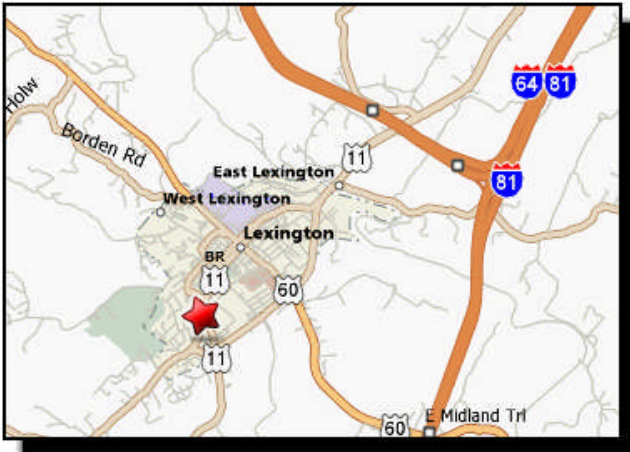 64 81
Holw
Borden Rd
11
East Lexington
81
West Lexington
Lexington
BR
11
60
11
E Midland Trl
60